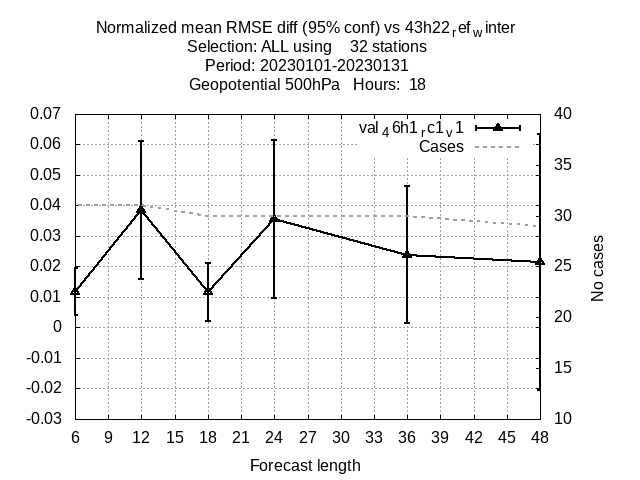 Normalized mean RMSE diff (95% conf) vs 43h22ref winter
Selection: ALL using 32 stations
Period: 20230101-20230131
Geopotential 500hPa Hours: 18
0.07 40
val46h1rc1v1
0.06
Cases
0.05 35
0.04 30
0.03
0.02 25
0.01
0 20
-0.01 15
-0.02
-0.03 10
No cases
6 9 12 15 18 21 24 27 30 33 36 39 42 45 48
Forecast length